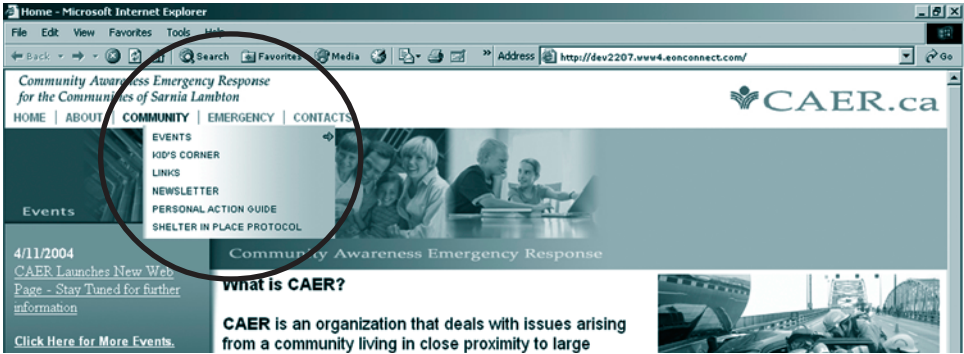 Home - Microsoft Internet Explorer
File Edit View Favorites Tools Help
Back Search Favorites Media » Address http://dev2207.www4.eonconnect.com/ Go
Community Awareness Emergency Response
for the Communities of Sarnia Lambton
CAER.ca
HOME | ABOUT | COMMUNITY | EMERGENCY | CONTACTS
EVENTS
KID'S CORNER
LINKS
NEWSLETTER
PERSONAL ACTION GUIDE
SHELTER IN PLACE PROTOCOL
Events
4/11/2004
CAER Launches New Web
Page - Stay Tuned for further
information
Click Here for More Events.
Community Awareness Emergency Response
What is CAER?
CAER is an organization that deals with issues arising
from a community living in close proximity to large